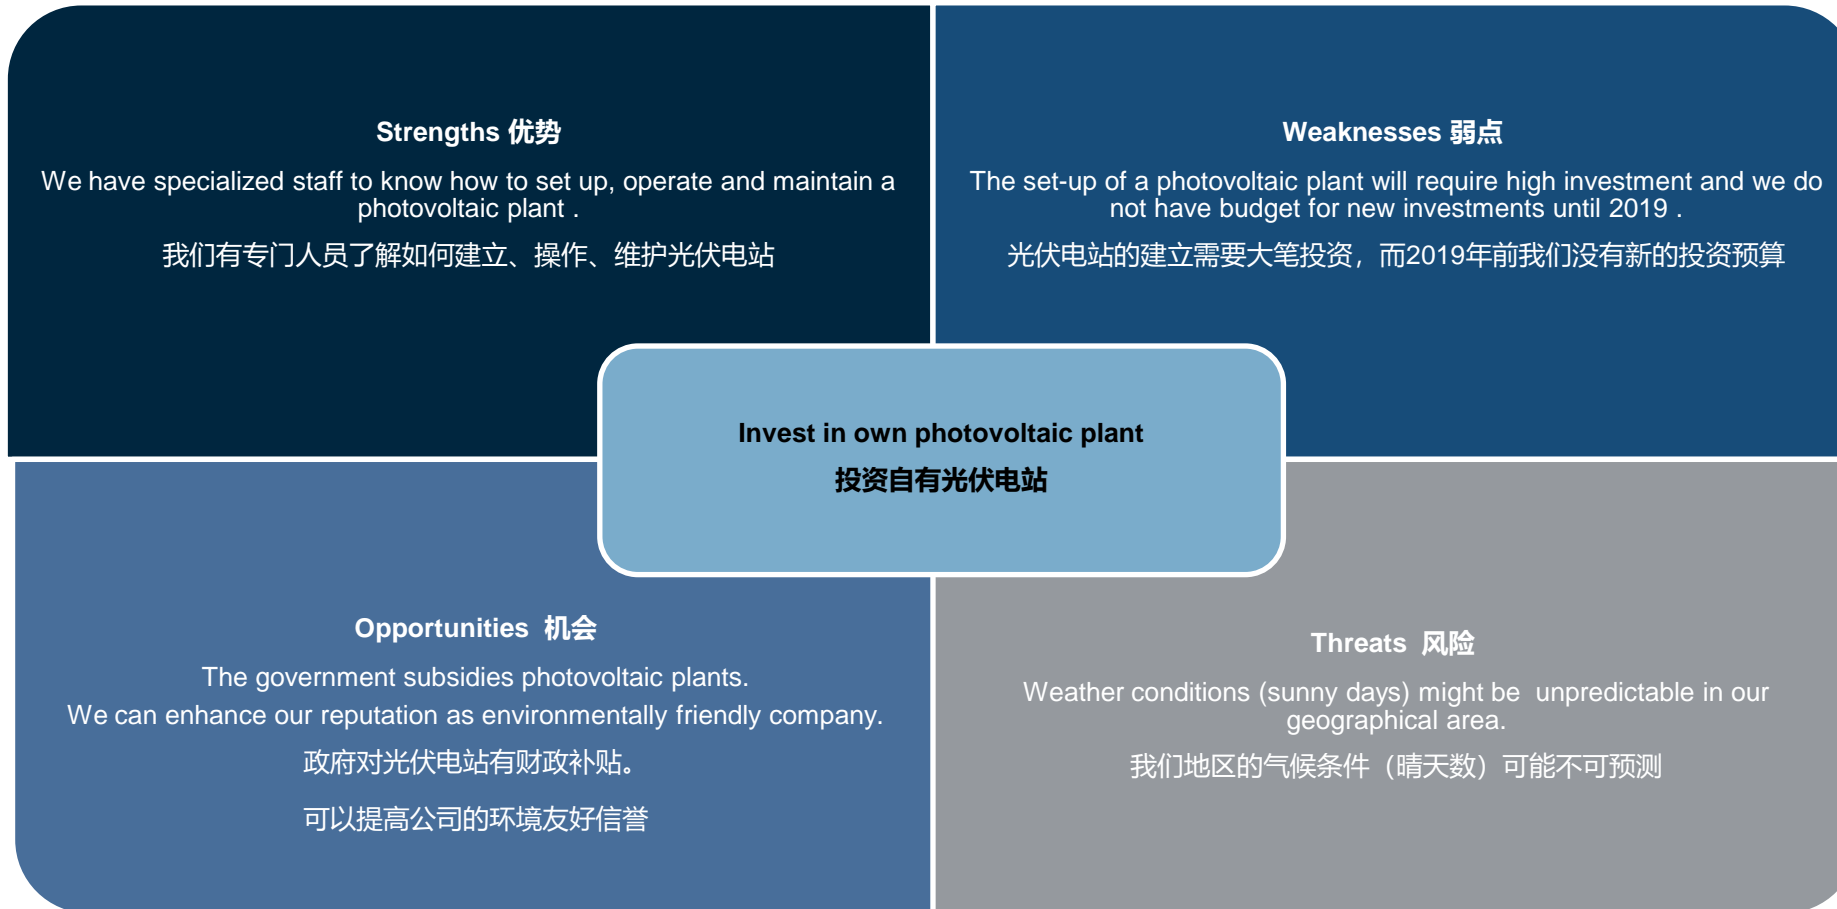 Strengths 优势
We have specialized staff to know how to set up, operate and maintain a
photovoltaic plant .
我们有专门人员了解如何建立、操作、维护光伏电站
Weaknesses 弱点
The set-up of a photovoltaic plant will require high investment and we do
not have budget for new investments until 2019 .
光伏电站的建立需要大笔投资，而2019年前我们没有新的投资预算
Invest in own photovoltaic plant
投资自有光伏电站
Opportunities 机会
The government subsidies photovoltaic plants.
We can enhance our reputation as environmentally friendly company.
政府对光伏电站有财政补贴。
可以提高公司的环境友好信誉
Threats 风险
Weather conditions (sunny days) might be unpredictable in our
geographical area.
我们地区的气候条件（晴天数）可能不可预测